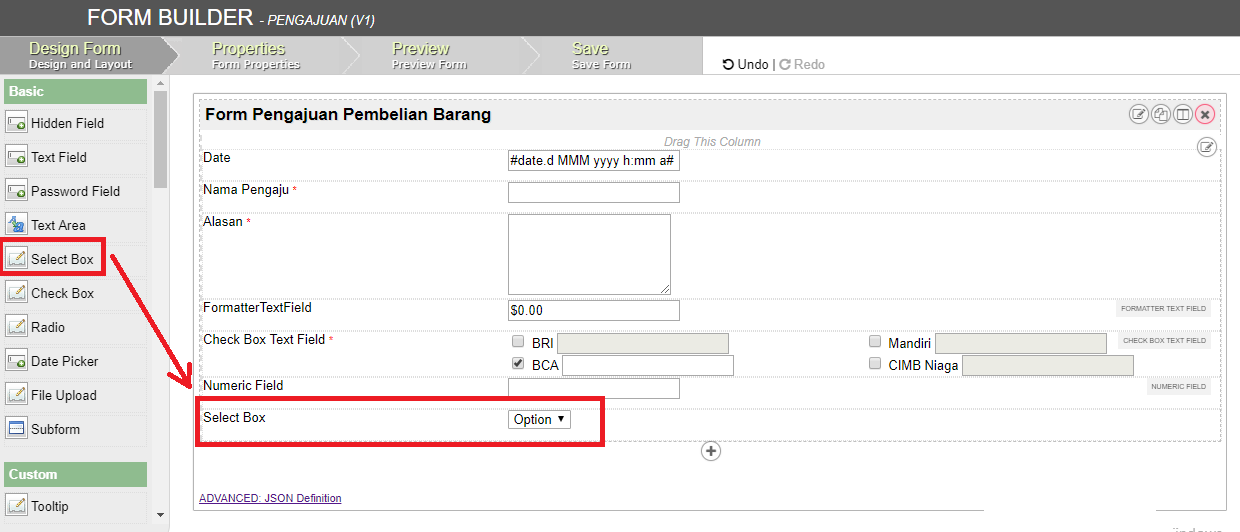 FORM BUILDER - PENGAJUAN (V1)
Design Form
Design and Layout
Properties
Form Properties
Preview
Preview Form
Save
Save Form
Undo | Redo
Basic
Hidden Field
Text Field
Password Field
Text Area
Select Box
Check Box
Radio
Date Picker
File Upload
Subform
Custom
Tooltip
Form Pengajuan Pembelian Barang
Drag This Column
Date #date.d MMM yyyy h:mm a#
Nama Pengaju *
Alasan *
FormatterTextField $0.00 FORMATTER TEXT FIELD
Check Box Text Field * BRI Mandiri CHECK BOX TEXT FIELD
BCA CIMB Niaga
Numeric Field NUMERIC FIELD
Select Box Option
ADVANCED: JSON Definition